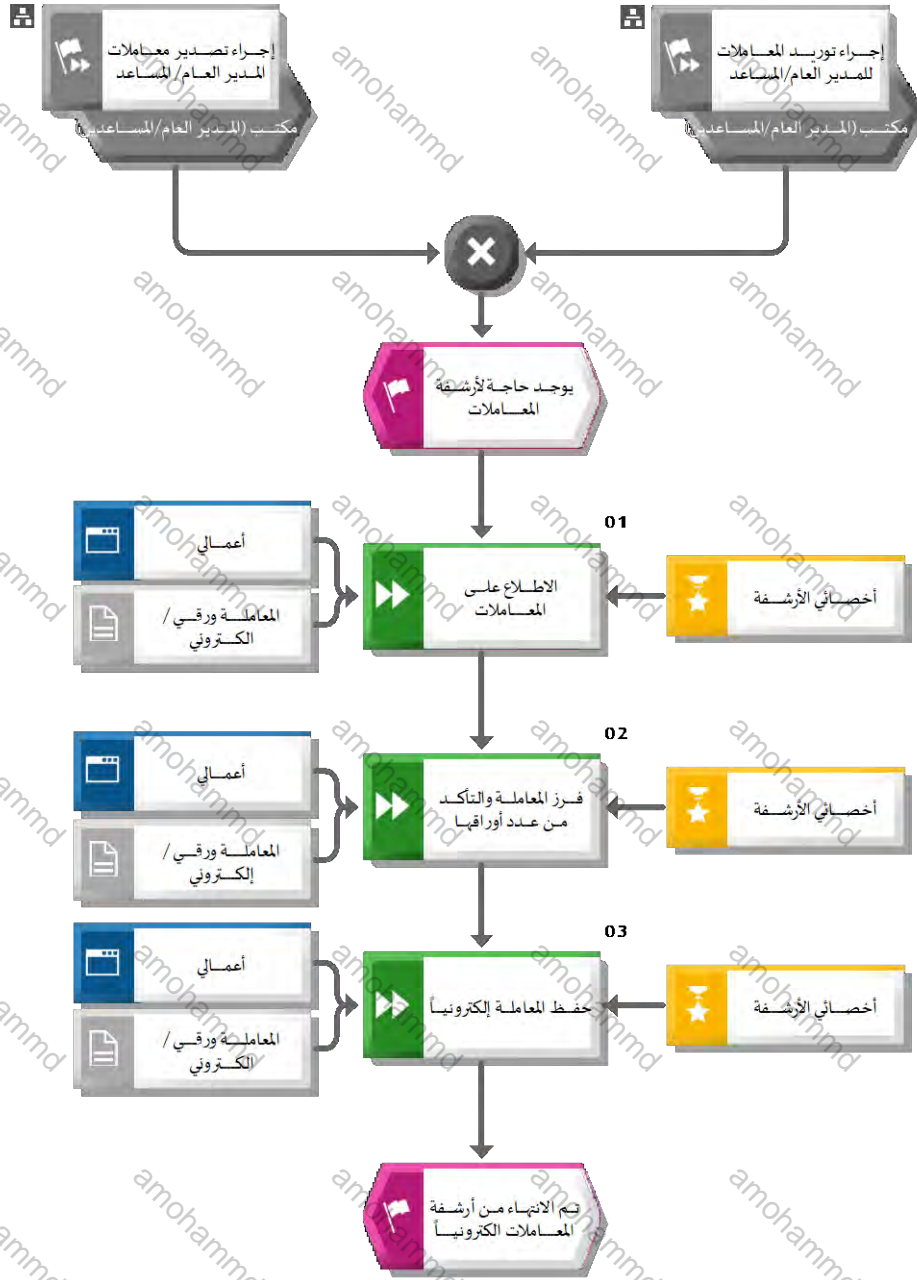 إجراء توريد المعاملات
للمدير العام/المساعد
مكتب (المدير العام/المساعدين)
إجراء تصدير معاملات
المدير العام/المساعد
مكتب (المدير العام/المساعدين)
يوجد حاجة لأرشفة
المعاملات
01
أخصائي الأرشفة
الاطلاع على
المعاملات
أعمالي
المعاملة ورقي /
الكتروني
02
أخصائي الأرشفة
فرز المعاملة والتأكد
من عدد أوراقها
أعمالي
المعاملة ورقي /
إلكتروني
03
أخصائي الأرشفة
حفظ المعاملة إلكترونياً
أعمالي
المعاملة ورقي /
الكتروني
تم الانتهاء من أرشفة
المعاملات الكترونياً
amohammd